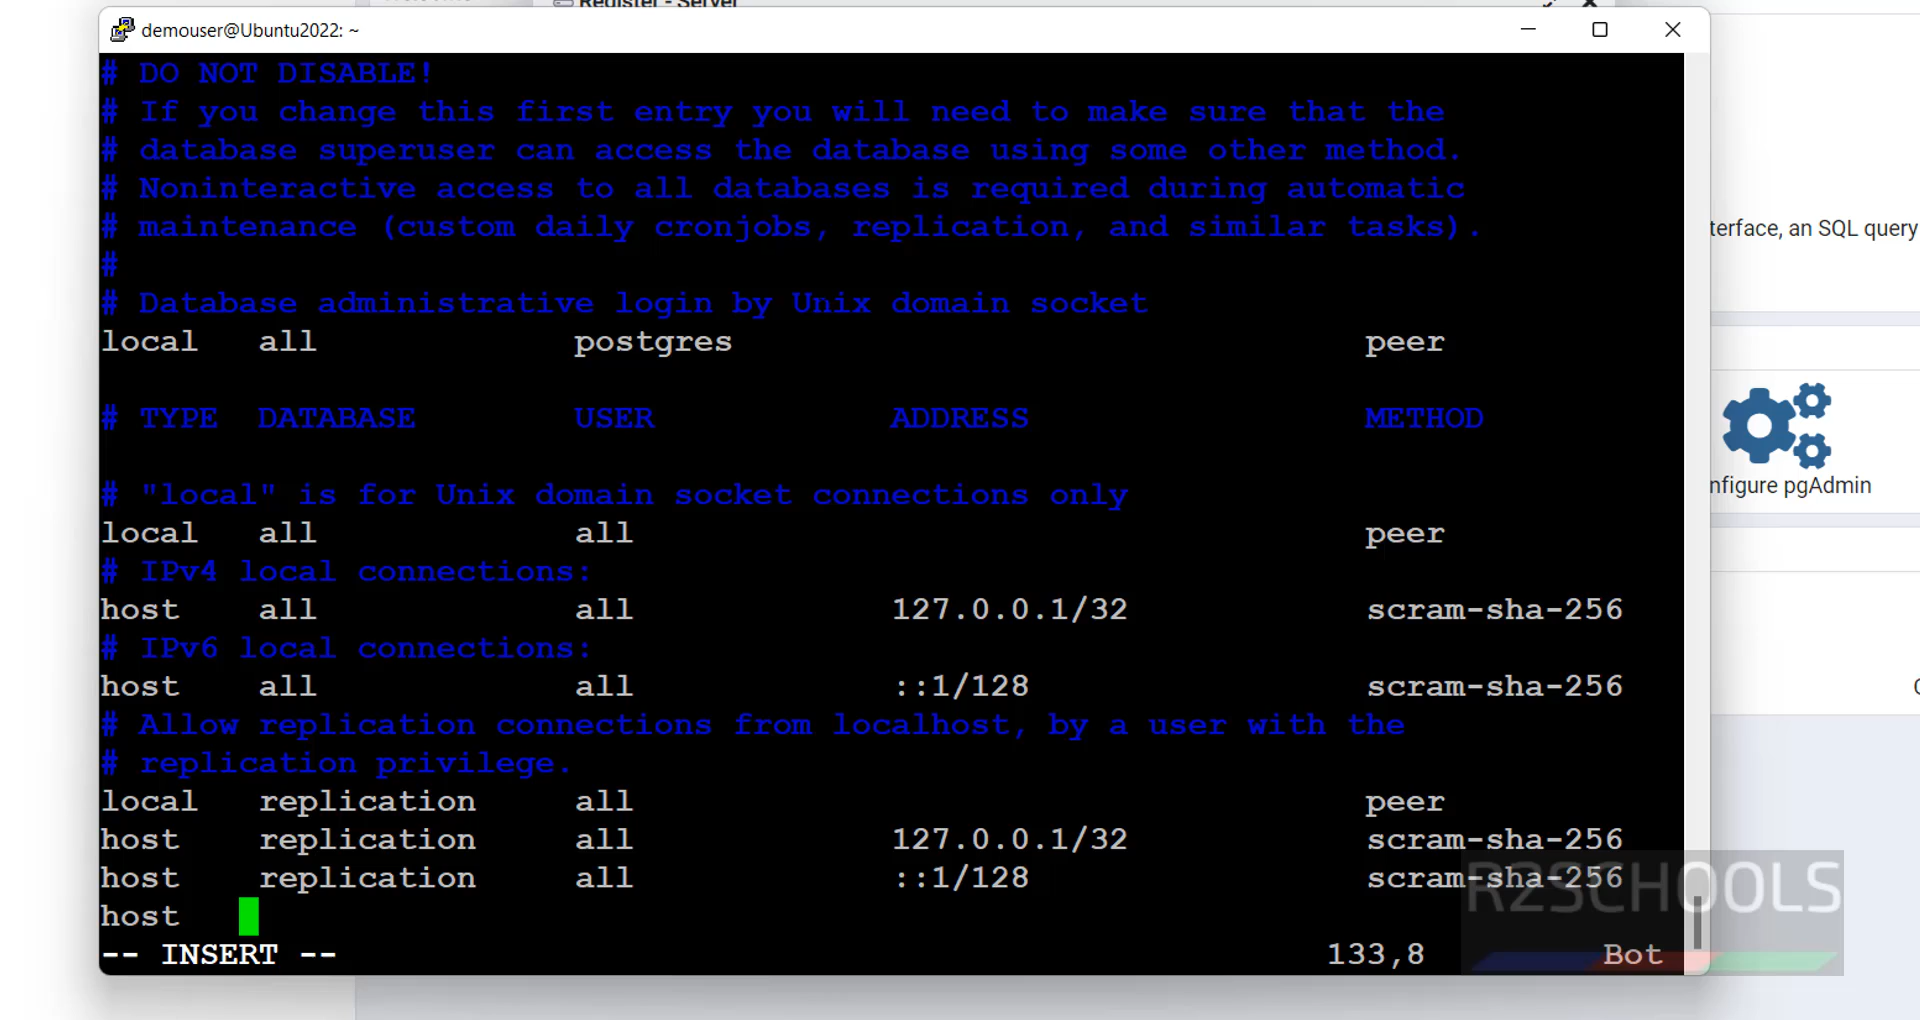 Register - Server
demouser@Ubuntu2022: ~
# DO NOT DISABLE!
# If you change this first entry you will need to make sure that the
# database superuser can access the database using some other method.
# Noninteractive access to all databases is required during automatic
# maintenance (custom daily cronjobs, replication, and similar tasks).
#
# Database administrative login by Unix domain socket
local all postgres peer
# TYPE DATABASE USER ADDRESS METHOD
# "local" is for Unix domain socket connections only
local all all peer
# IPv4 local connections:
host all all 127.0.0.1/32 scram-sha-256
# IPv6 local connections:
host all all ::1/128 scram-sha-256
# Allow replication connections from localhost, by a user with the
# replication privilege.
local replication all peer
host replication all 127.0.0.1/32 scram-sha-256
host replication all ::1/128 scram-sha-256
host
-- INSERT -- 133,8 Bot
terface, an SQL query
nfigure pgAdmin
R2SCHOOLS